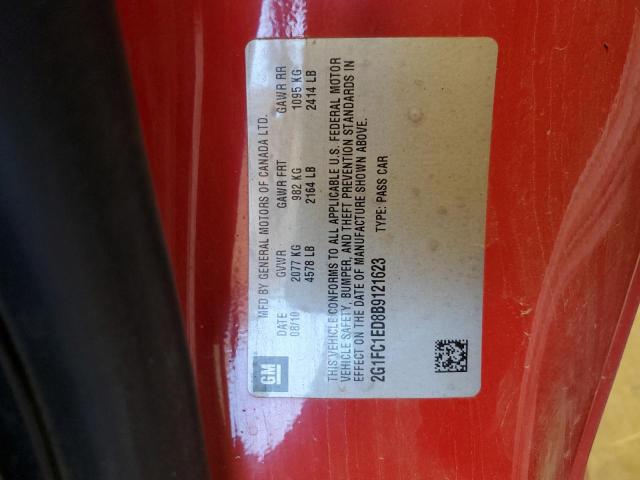 GM
MFD BY GENERAL MOTORS OF CANADA LTD.
DATE GVWR GAWR FRT GAWR RR
08/10 2077 KG 982 KG 1095 KG
4578 LB 2164 LB 2414 LB
THIS VEHICLE CONFORMS TO ALL APPLICABLE U.S. FEDERAL MOTOR
VEHICLE SAFETY, BUMPER, AND THEFT PREVENTION STANDARDS IN
EFFECT ON THE DATE OF MANUFACTURE SHOWN ABOVE.
2G1FC1ED8B9121623 TYPE: PASS CAR